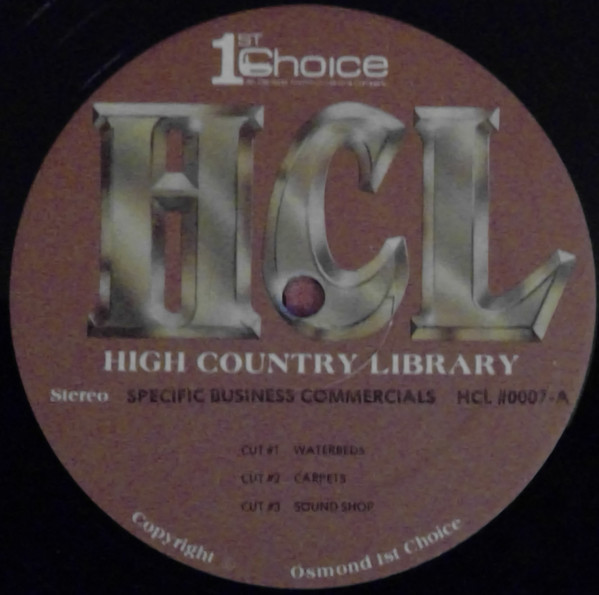 1ST Choice
HCL
HIGH COUNTRY LIBRARY
Stereo SPECIFIC BUSINESS COMMERCIALS HCL #0007-A
CUT #1 WATERBEDS
CUT #2 CARPETS
CUT #3 SOUND SHOP
Copyright Osmond 1st Choice